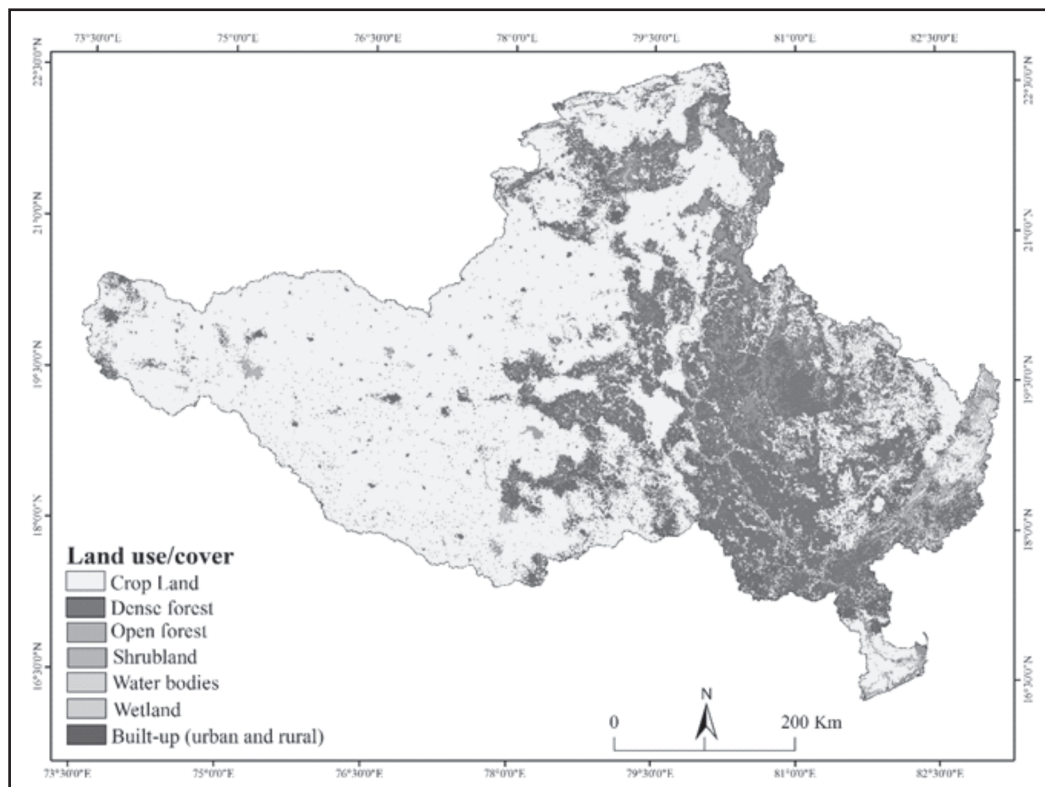 73°30'0"E 75°0'0"E 76°30'0"E 78°0'0"E 79°30'0"E 81°0'0"E 82°30'0"E
22°30'0"N 22°30'0"N
21°0'0"N 21°0'0"N
19°30'0"N 19°30'0"N
18°0'0"N 18°0'0"N
16°30'0"N 16°30'0"N
Land use/cover
Crop Land
Dense forest
Open forest
Shrubland
Water bodies
Wetland
Built-up (urban and rural)
N
0 200 Km
73°30'0"E 75°0'0"E 76°30'0"E 78°0'0"E 79°30'0"E 81°0'0"E 82°30'0"E